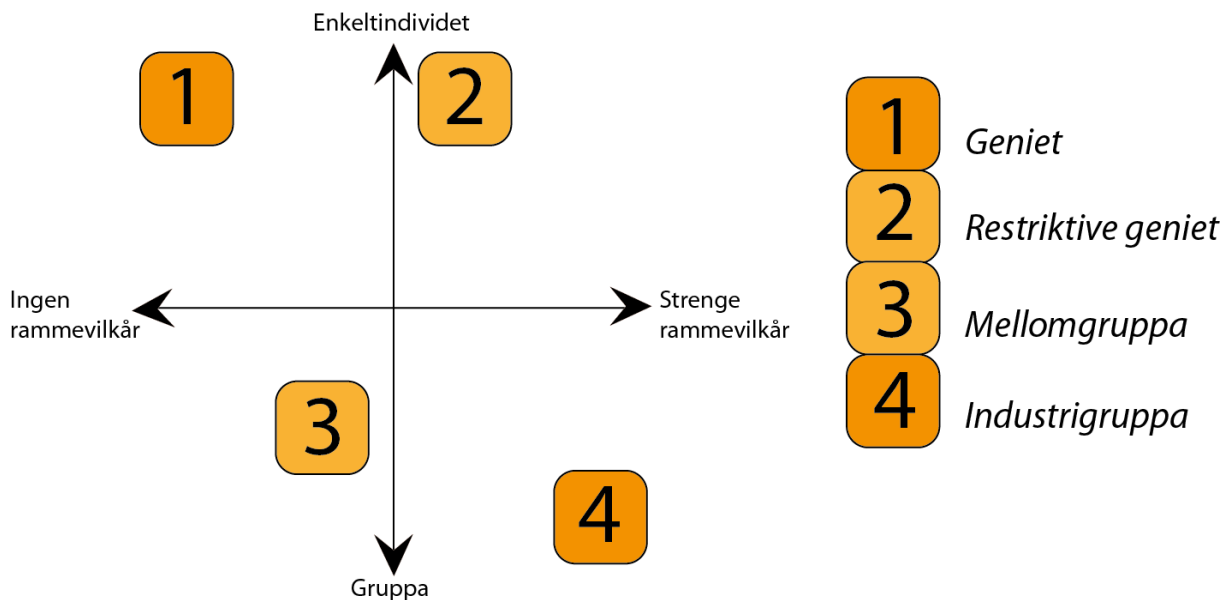 Enkeltindividet
1
2
Ingen
rammevilkår
Strenge
rammevilkår
3
4
Gruppa
1 Geniet
2 Restriktive geniet
3 Mellomgruppa
4 Industrigruppa